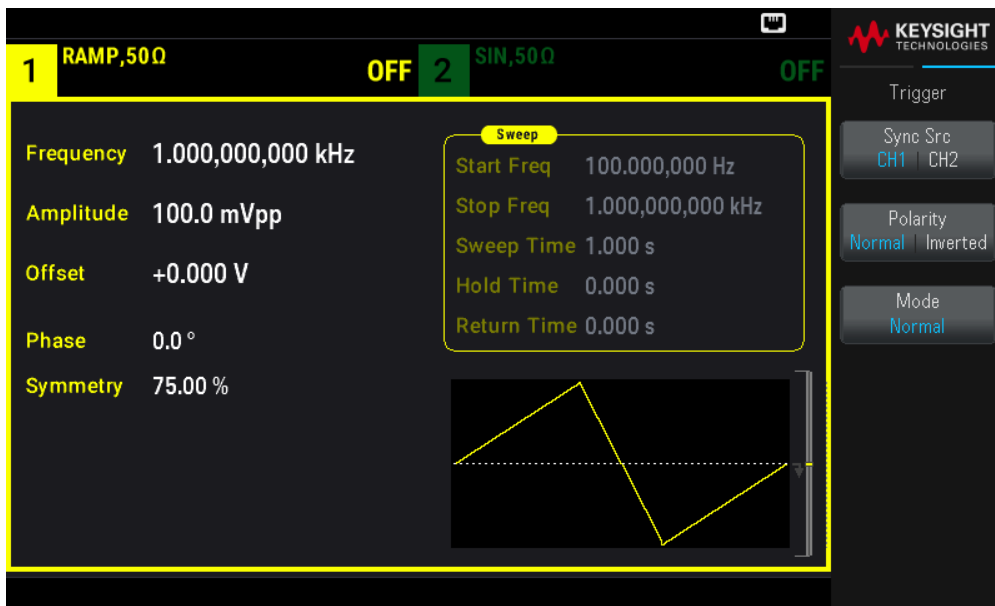 KEYSIGHT
TECHNOLOGIES
1 RAMP,50Ω OFF
2 SIN,50Ω OFF
Trigger
Frequency 1.000,000,000 kHz
Amplitude 100.0 mVpp
Offset +0.000 V
Phase 0.0 °
Symmetry 75.00 %
Sweep
Start Freq 100.000,000 Hz
Stop Freq 1.000,000,000 kHz
Sweep Time 1.000 s
Hold Time 0.000 s
Return Time 0.000 s
Sync Src
CH1 | CH2
Polarity
Normal | Inverted
Mode
Normal